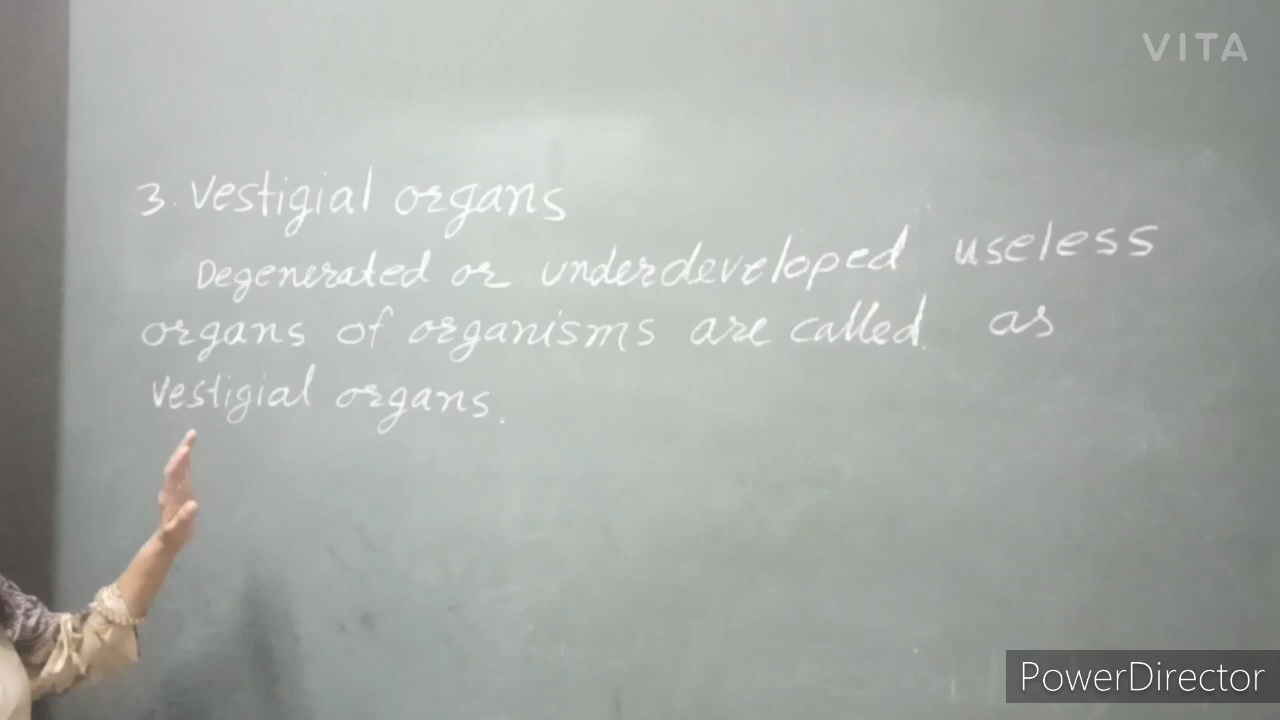 VITA
3. Vestigial organs
Degenerated or underdeveloped useless
organs of organisms are called as
vestigial organs.
PowerDirector